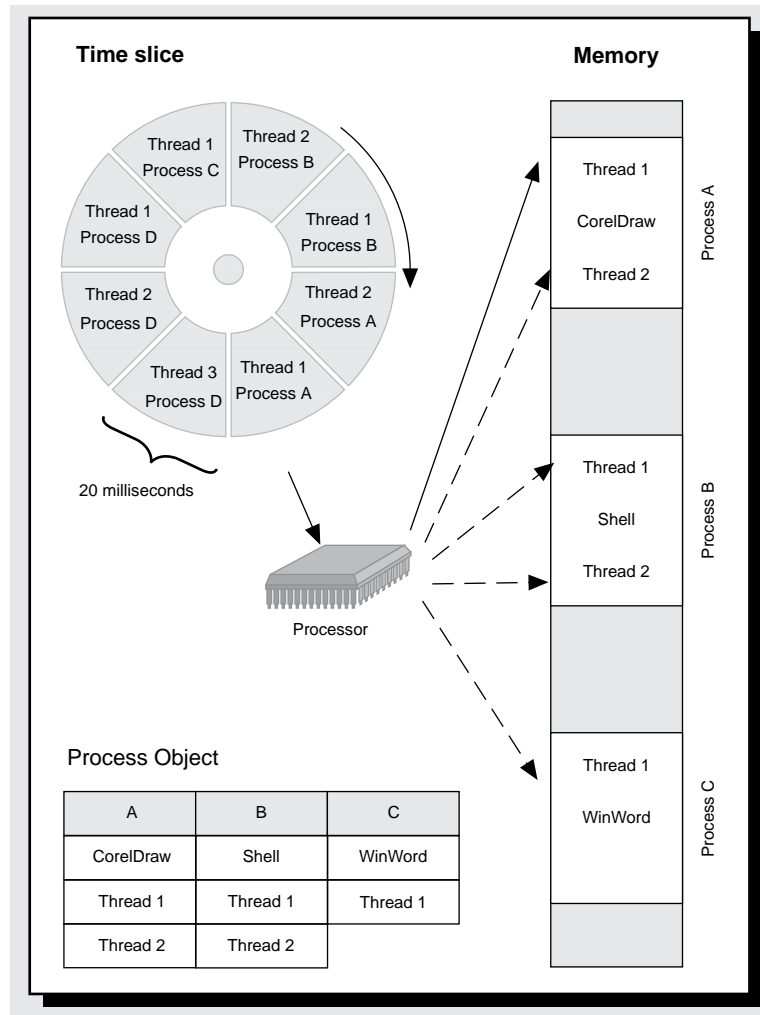 Time slice
Memory
Thread 1
Process C
Thread 2
Process B
Thread 1
Process D
Thread 1
Process B
Thread 2
Process D
Thread 2
Process A
Thread 3
Process D
Thread 1
Process A
20 milliseconds
Processor
Thread 1
CorelDraw
Thread 2
Process A
Thread 1
Shell
Thread 2
Process B
Thread 1
WinWord
Process C
Process Object
A B C
CorelDraw Shell WinWord
Thread 1 Thread 1 Thread 1
Thread 2 Thread 2